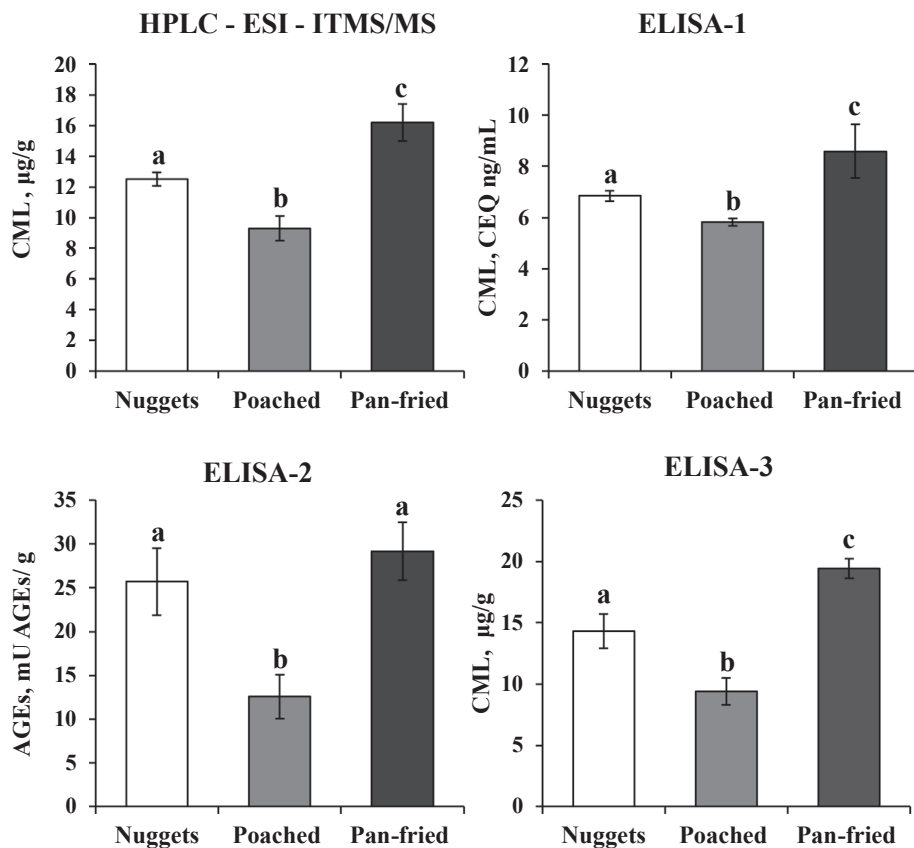 HPLC - ESI - ITMS/MS
CML , µg/g
20
18
16
14
12
10
8
6
4
2
0
a
b
c
Nuggets Poached Pan-fried
ELISA-1
CML, CEQ ng/mL
12
10
8
6
4
2
0
a
b
c
Nuggets Poached Pan-fried
ELISA-2
AGEs, mU AGEs/ g
35
30
25
20
15
10
5
0
a
b
a
Nuggets Poached Pan-fried
ELISA-3
CML, µg/g
25
20
15
10
5
0
a
b
c
Nuggets Poached Pan-fried